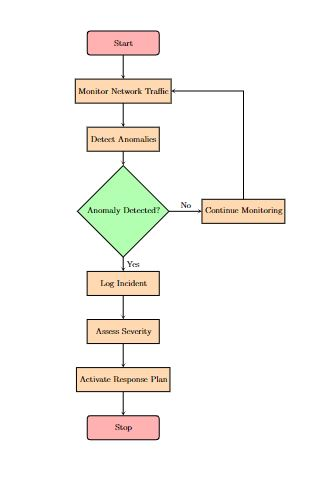 Start
Monitor Network Traffic
Detect Anomalies
Anomaly Detected?
No
Continue Monitoring
Yes
Log Incident
Assess Severity
Activate Response Plan
Stop